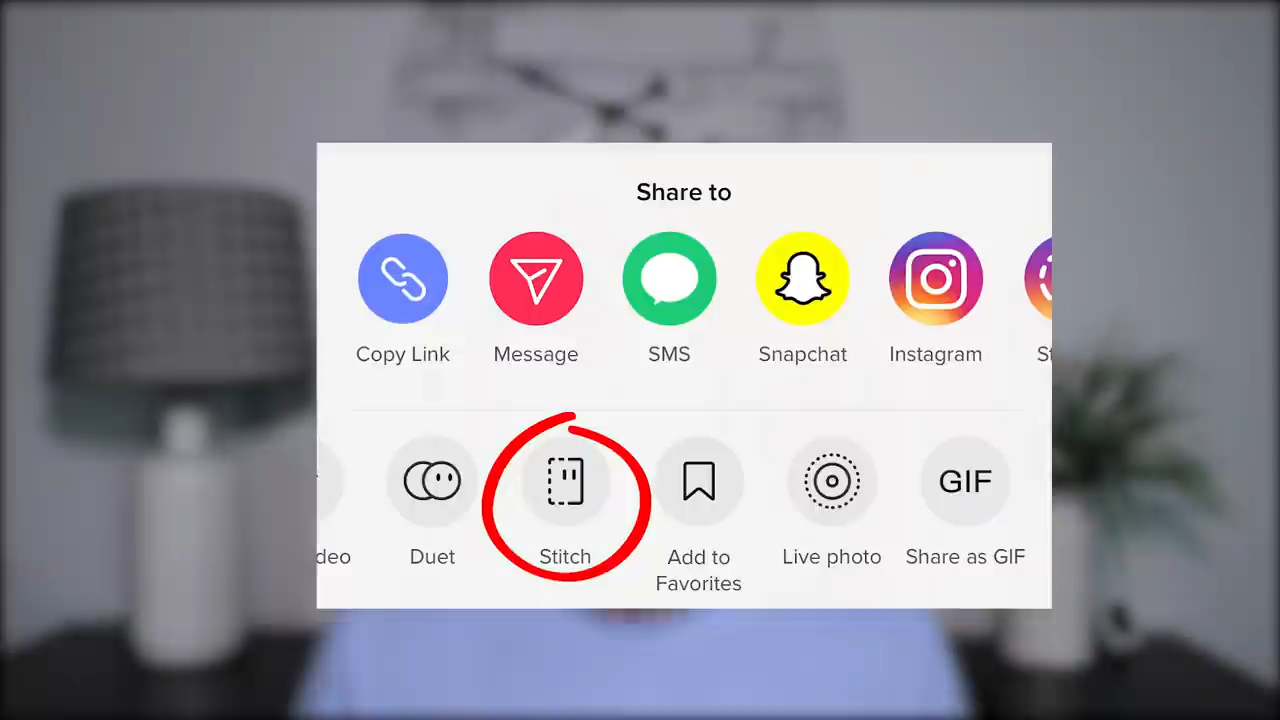 Share to
Copy Link
Message
SMS
Snapchat
Instagram
St
deo
Duet
Stitch
Add to
Favorites
Live photo
GIF
Share as GIF